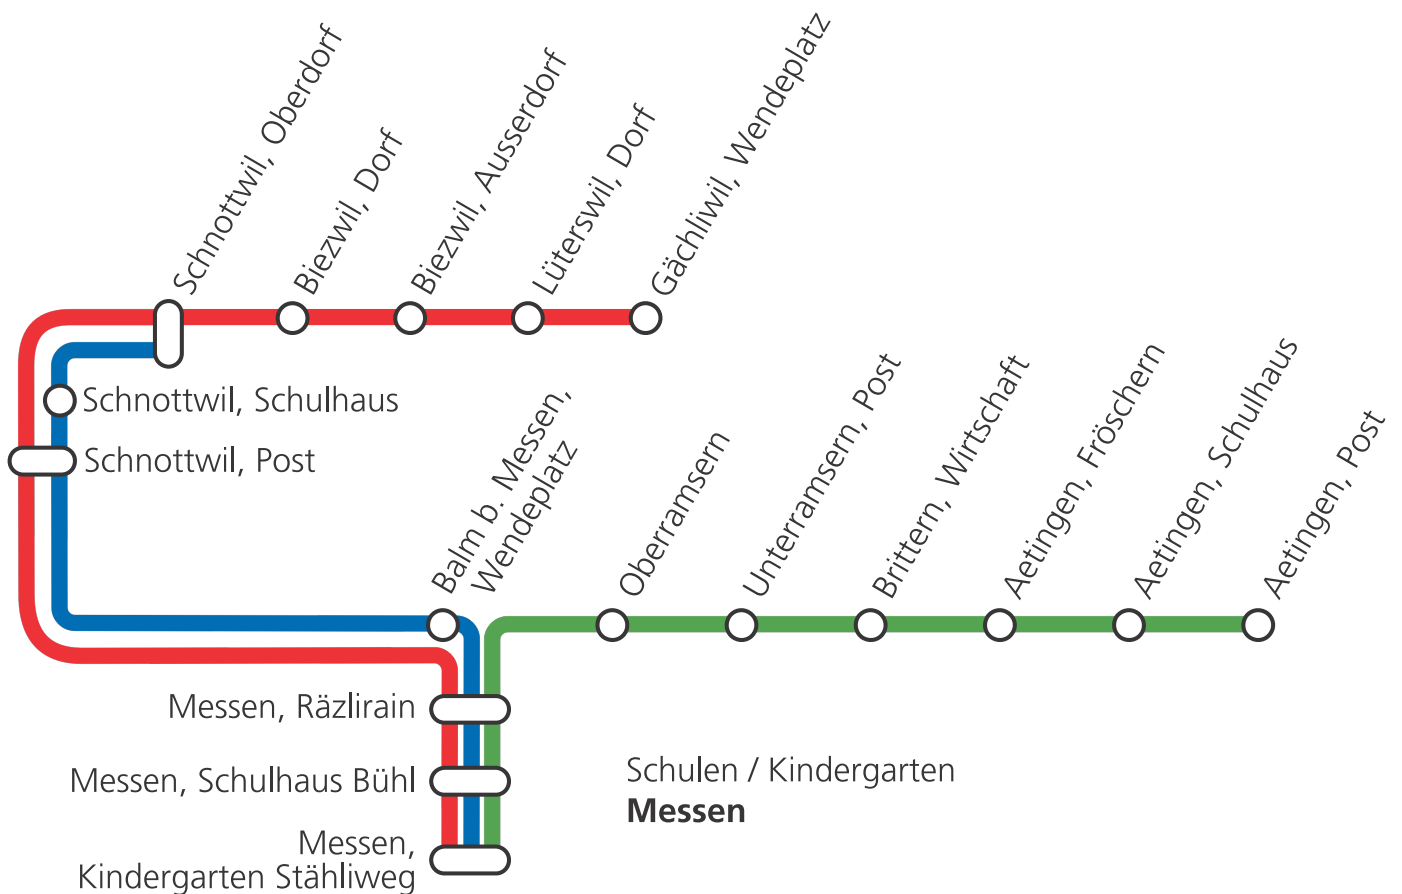 Schnottwil, Oberdorf
Biezwil, Dorf
Biezwil, Ausserdorf
Lüterswil, Dorf
Gächliwil, Wendeplatz
Schnottwil, Schulhaus
Schnottwil, Post
Balm b. Messen,
Wendeplatz
Oberramsern
Unterramsern, Post
Brittern, Wirtschaft
Aetingen, Fröschern
Aetingen, Schulhaus
Aetingen, Post
Messen, Räzlirain
Messen, Schulhaus Bühl
Messen,
Kindergarten Stähliweg
Schulen / Kindergarten
Messen